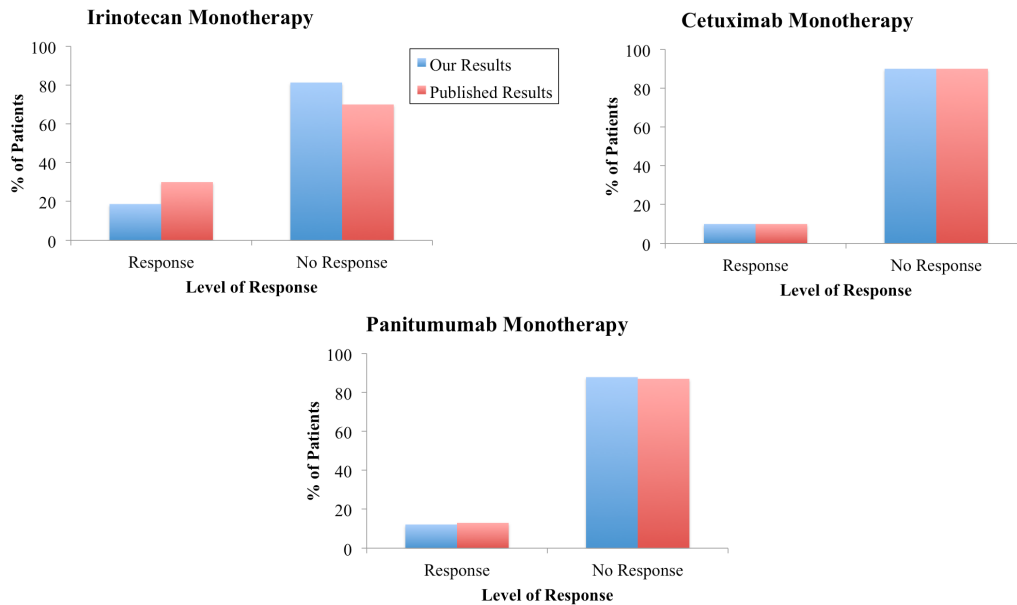 Irinotecan Monotherapy
% of Patients
100
80
60
40
20
0
Response
No Response
Level of Response
Our Results
Published Results
Cetuximab Monotherapy
% of Patients
100
80
60
40
20
0
Response
No Response
Level of Response
Panitumumab Monotherapy
% of Patients
100
80
60
40
20
0
Response
No Response
Level of Response